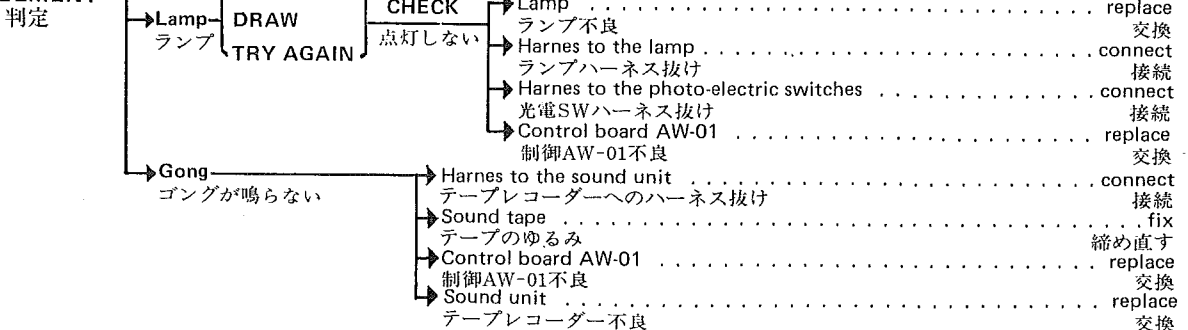 判定
Lamp
ランプ
DRAW
TRY AGAIN
CHECK
点灯しない
Lamp . . . . . . . . . . . . . . . . . . . . . . . . . . . . . . replace
ランプ不良 交換
Harnes to the lamp . . . . . . . . . . . . . . . . . . . . . . . connect
ランプハーネス抜け 接続
Harnes to the photo-electric switches . . . . . . . . . . . . . connect
光電SWハーネス抜け 接続
Control board AW-01 . . . . . . . . . . . . . . . . . . . . . . replace
制御AW-01不良 交換
Gong
ゴングが鳴らない
Harnes to the sound unit . . . . . . . . . . . . . . . . . . . . connect
テープレコーダーへのハーネス抜け 接続
Sound tape . . . . . . . . . . . . . . . . . . . . . . . . . . . . fix
テープのゆるみ 締め直す
Control board AW-01 . . . . . . . . . . . . . . . . . . . . . . replace
制御AW-01不良 交換
Sound unit . . . . . . . . . . . . . . . . . . . . . . . . . . . replace
テープレコーダー不良 交換